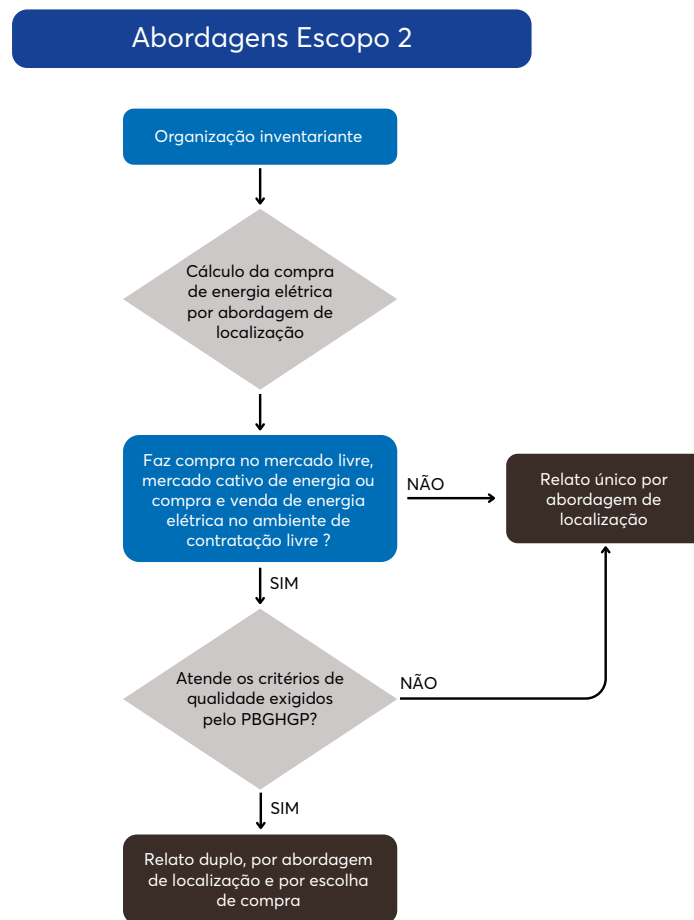 Abordagens Escopo 2
Organização inventariante
Cálculo da compra
de energia elétrica
por abordagem de
localização
Faz compra no mercado livre,
mercado cativo de energia ou
compra e venda de energia
elétrica no ambiente de
contratação livre ?
NÃO
Relato único por
abordagem de
localização
SIM
Atende os critérios de
qualidade exigidos
pelo PBGHGP?
NÃO
SIM
Relato duplo, por abordagem
de localização e por escolha
de compra